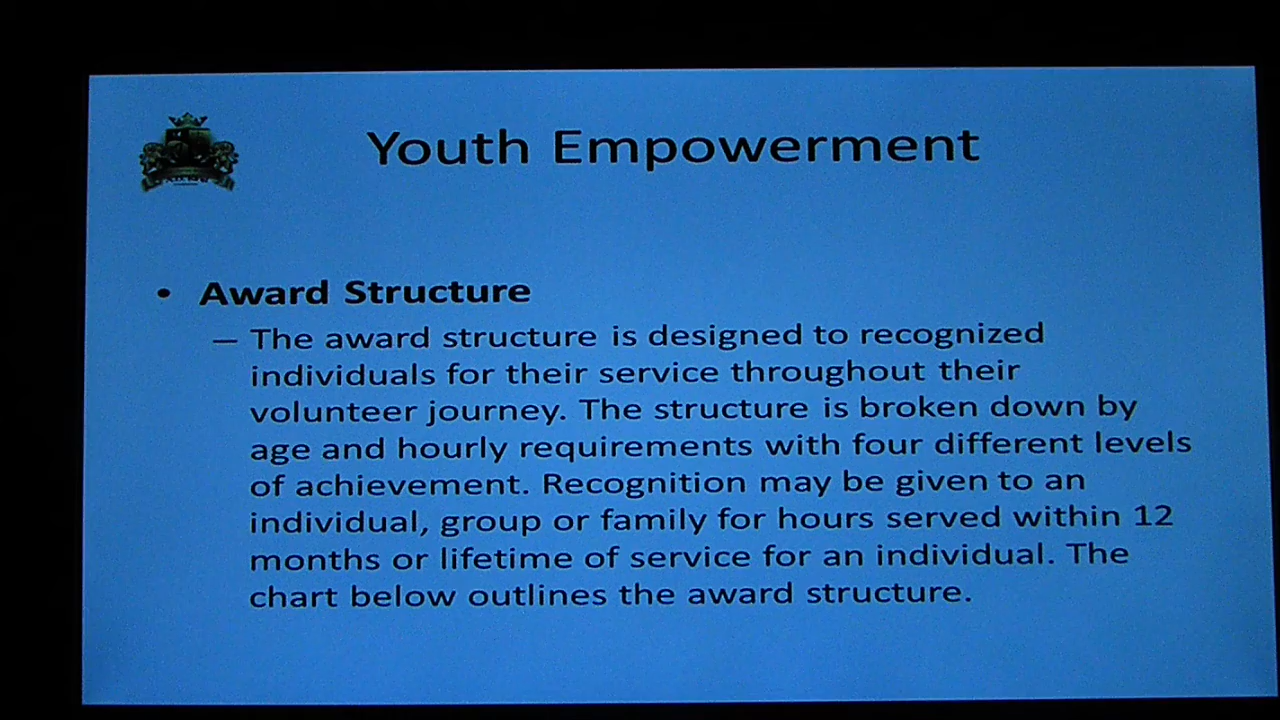 Youth Empowerment
• Award Structure
– The award structure is designed to recognized
individuals for their service throughout their
volunteer journey. The structure is broken down by
age and hourly requirements with four different levels
of achievement. Recognition may be given to an
individual, group or family for hours served within 12
months or lifetime of service for an individual. The
chart below outlines the award structure.